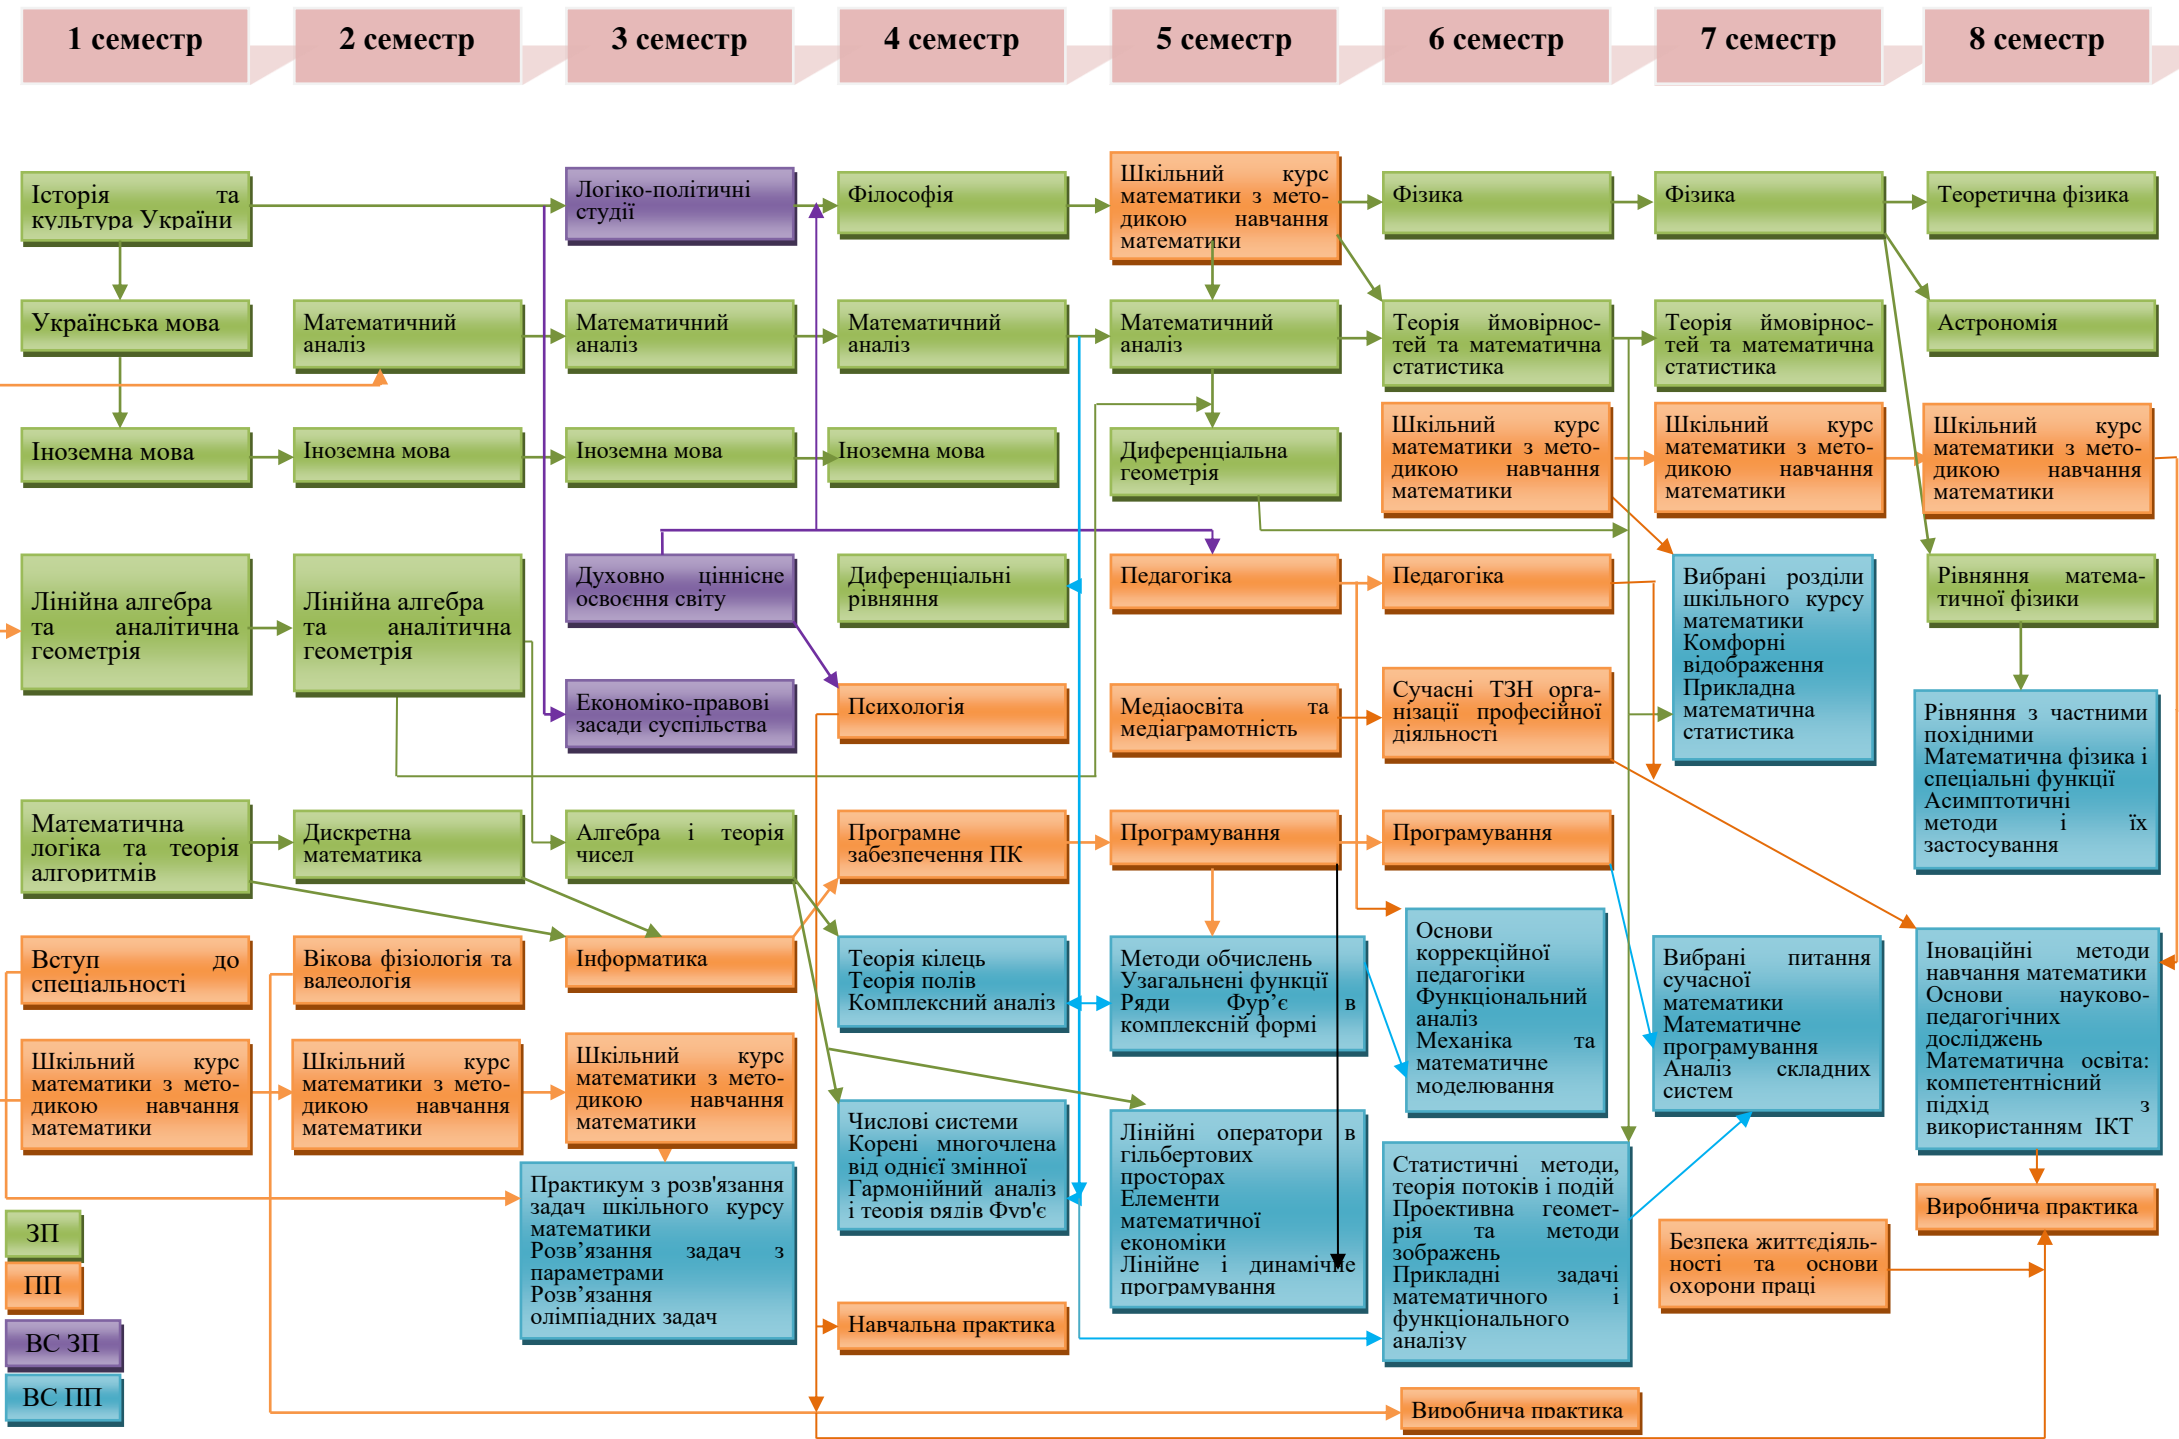 1 семестр
2 семестр
3 семестр
4 семестр
5 семестр
6 семестр
7 семестр
8 семестр
Історія та
культура України
Логіко-політичні
студії
Філософія
Шкільний курс
математики з мето-
дикою навчання
математики
Фізика
Фізика
Теоретична фізика
Українська мова
Математичний
аналіз
Математичний
аналіз
Математичний
аналіз
Математичний
аналіз
Теорія ймовірнос-
тей та математична
статистика
Теорія ймовірнос-
тей та математична
статистика
Астрономія
Іноземна мова
Іноземна мова
Іноземна мова
Іноземна мова
Диференціальна
геометрія
Шкільний курс
математики з мето-
дикою навчання
математики
Шкільний курс
математики з мето-
дикою навчання
математики
Шкільний курс
математики з мето-
дикою навчання
математики
Лінійна алгебра
та аналітична
геометрія
Лінійна алгебра
та аналітична
геометрія
Духовно ціннісне
освоєння світу
Диференціальні
рівняння
Педагогіка
Педагогіка
Вибрані розділи
шкільного курсу
математики
Комфорні
відображення
Прикладна
математична
статистика
Рівняння матема-
тичної фізики
Економіко-правові
засади суспільства
Психологія
Медіаосвіта та
медіаграмотність
Сучасні ТЗН орга-
нізації професійної
діяльності
Рівняння з частними
похідними
Математична фізика і
спеціальні функції
Асимптотичні
методи і їх
застосування
Математична
логіка та теорія
алгоритмів
Дискретна
математика
Алгебра і теорія
чисел
Програмне
забезпечення ПК
Програмування
Програмування
Вступ до
спеціальності
Вікова фізіологія та
валеологія
Інформатика
Теорія кілець
Теорія полів
Комплексний аналіз
Методи обчислень
Узагальнені функції
Ряди Фур’є в
комплексній формі
Основи
коррекційної
педагогіки
Функціональний
аналіз
Механіка та
математичне
моделювання
Вибрані питання
сучасної
математики
Математичне
програмування
Аналіз складних
систем
Іноваційні методи
навчання математики
Основи науково-
педагогічних
досліджень
Математична освіта:
компетентнісний
підхід з
використанням ІКТ
Шкільний курс
математики з мето-
дикою навчання
математики
Шкільний курс
математики з мето-
дикою навчання
математики
Шкільний курс
математики з мето-
дикою навчання
математики
Числові системи
Корені многочлена
від однієї змінної
Гармонійний аналіз
і теорія рядів Фур'є
Лінійні оператори в
гільбертових
просторах
Елементи
математичної
економіки
Лінійне і динамічне
програмування
Статистичні методи,
теорія потоків і подій
Проективна геомет-
рія та методи
зображень
Прикладні задачі
математичного і
функціонального
аналізу
Практикум з розв'язання
задач шкільного курсу
математики
Розв’язання задач з
параметрами
Розв’язання
олімпіадних задач
Виробнича практика
Безпека життєдіяль-
ності та основи
охорони праці
Навчальна практика
Виробнича практика
ЗП
ПП
ВС ЗП
ВС ПП